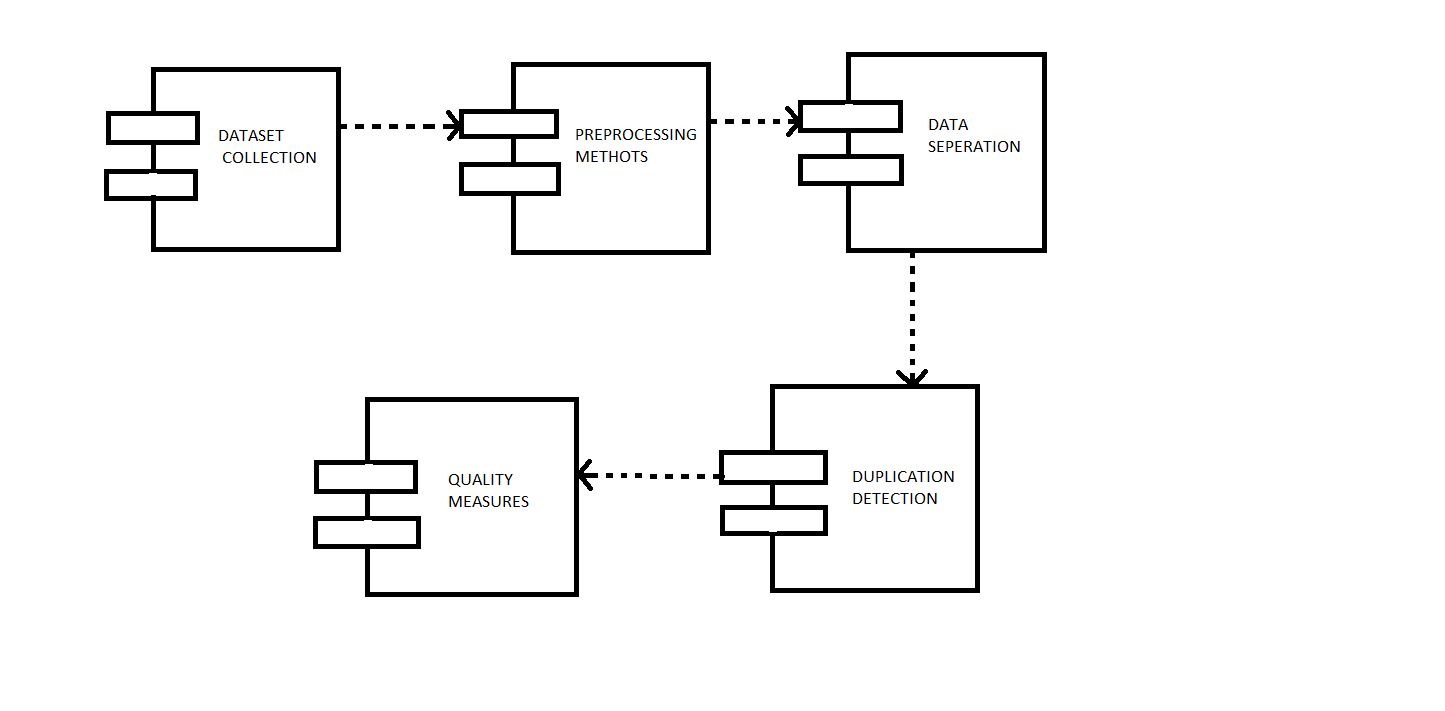 DATASET
COLLECTION
PREPROCESSING
METHOTS
DATA
SEPERATION
DUPLICATION
DETECTION
QUALITY
MEASURES